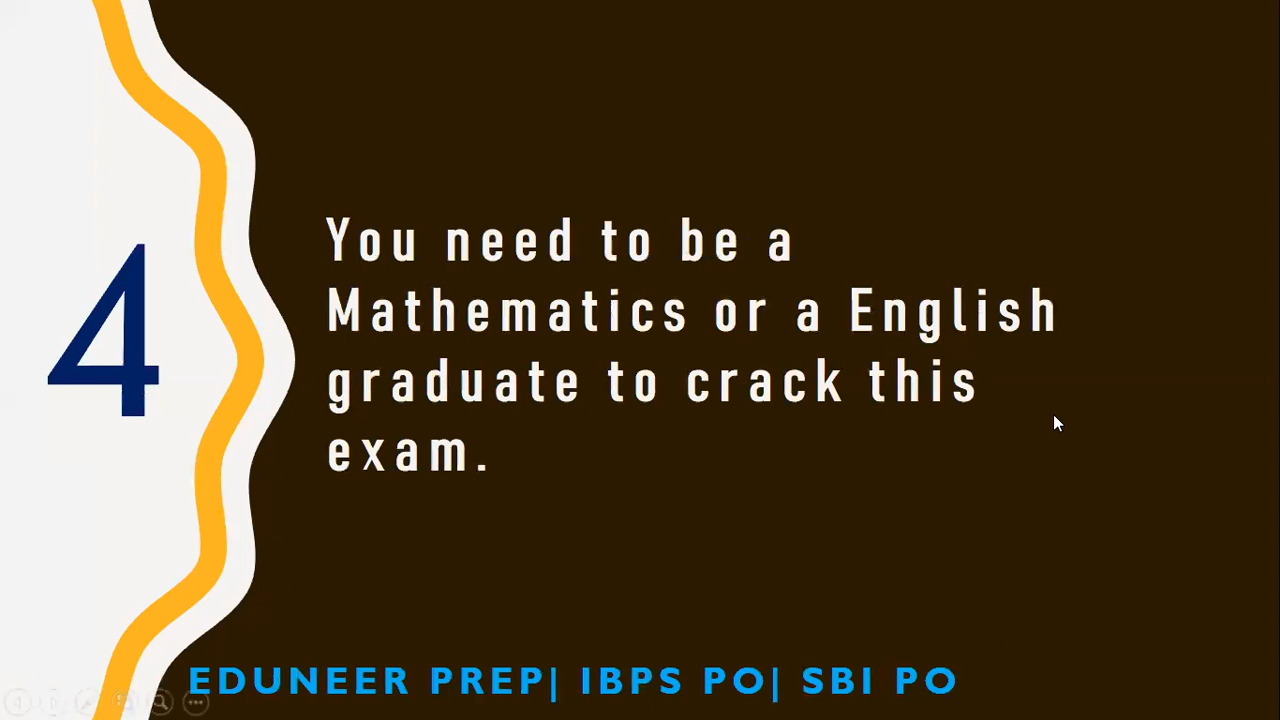 4
You need to be a
Mathematics or a English
graduate to crack this
exam.
EDUNEER PREP| IBPS PO| SBI PO